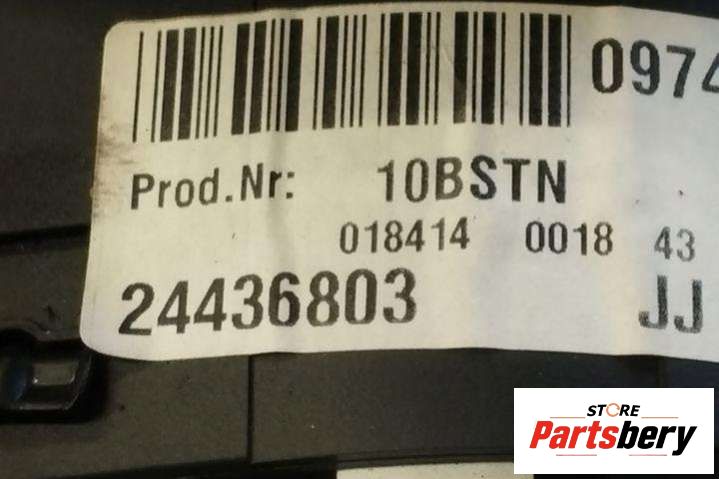 0974
Prod.Nr: 10BSTN
018414 0018 43
24436803 JJ
STORE
Partsbery